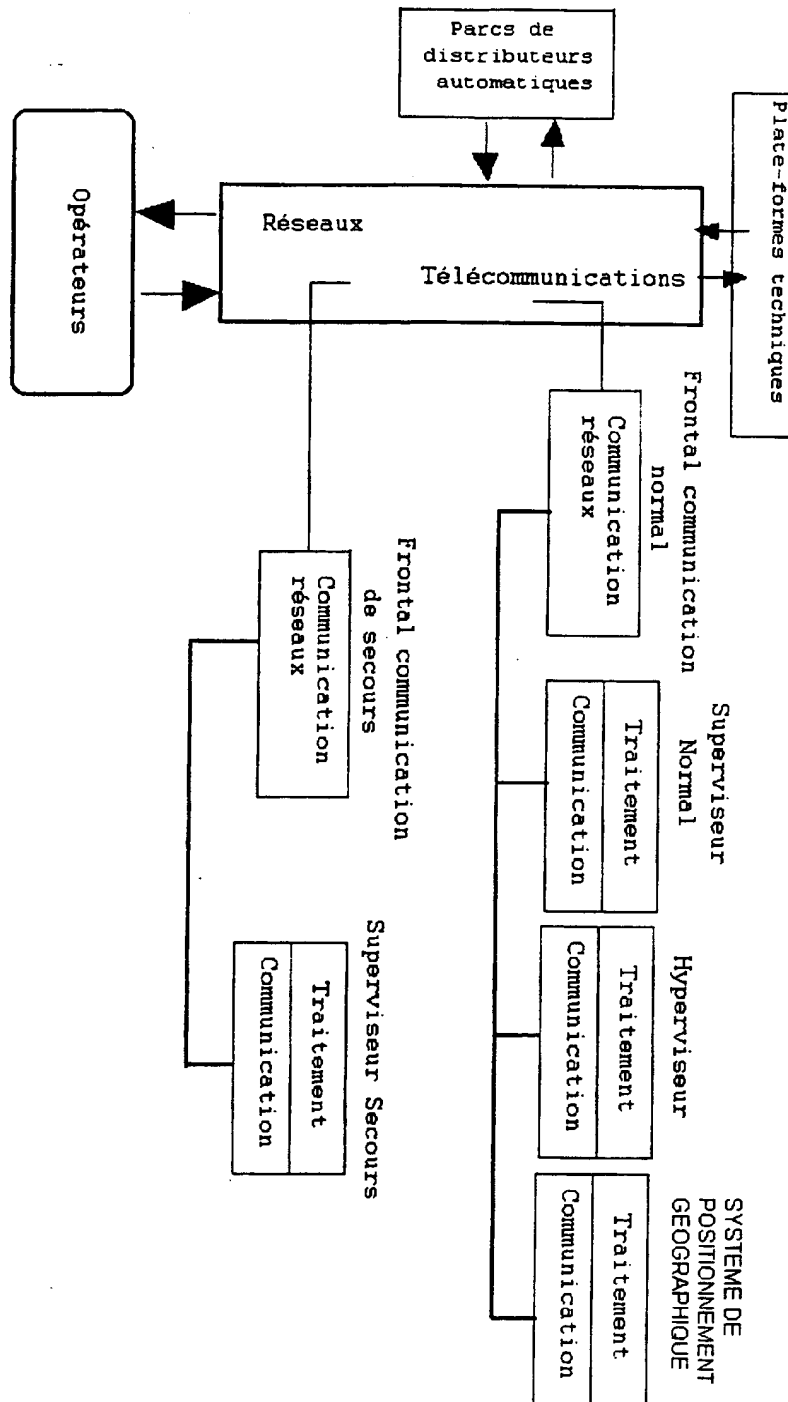 Parcs de
distributeurs
automatiques
Plate-formes techniques
Opérateurs
Réseaux
Télécommunications
Frontal communication
normal
Communication
réseaux
Superviseur
Normal
Traitement
Communication
Hyperviseur
Traitement
Communication
SYSTEME DE
POSITIONNEMENT
GEOGRAPHIQUE
Traitement
Communication
Frontal communication
de secours
Communication
réseaux
Superviseur Secours
Traitement
Communication